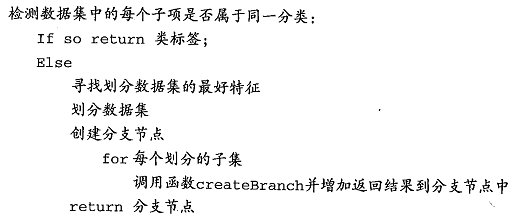 检测数据集中的每个子项是否属于同一分类：
If so return 类标签；
Else
寻找划分数据集的最好特征
划分数据集
创建分支节点
for 每个划分的子集
调用函数createBranch并增加返回结果到分支节点中
return 分支节点